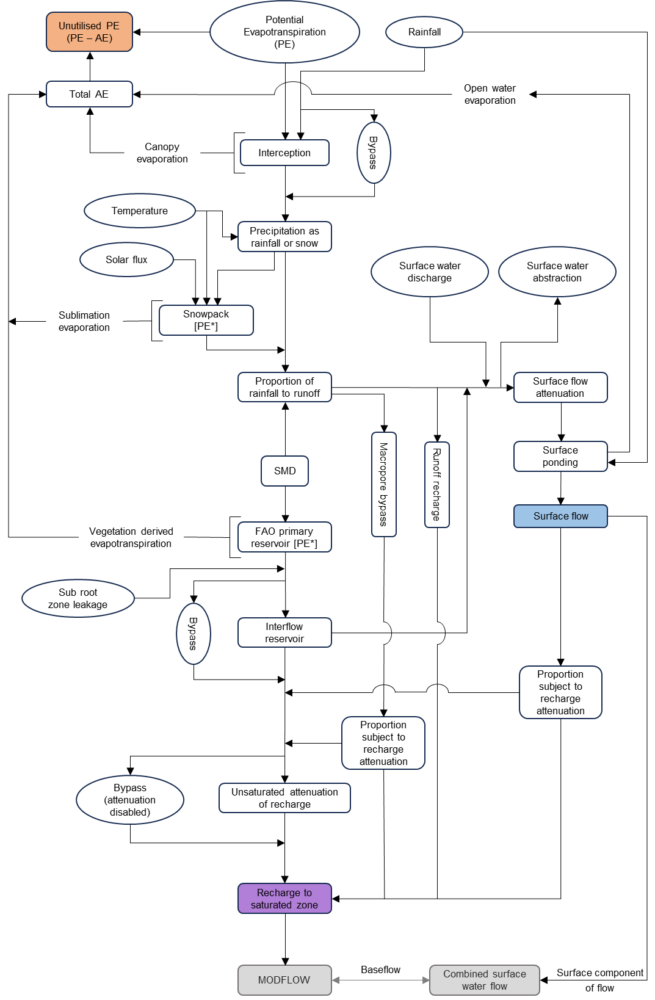 Unutilised PE
(PE – AE)
Potential
Evapotranspiration
(PE)
Rainfall
Total AE
Open water
evaporation
Canopy
evaporation
Interception
Bypass
Temperature
Precipitation as
rainfall or snow
Solar flux
Surface water
discharge
Surface water
abstraction
Sublimation
evaporation
Snowpack
[PE*]
Proportion of
rainfall to runoff
Surface flow
attenuation
Macropore bypass
Runoff recharge
Surface
ponding
SMD
Surface flow
Vegetation derived
evapotranspiration
FAO primary
reservoir [PE*]
Sub root
zone leakage
Bypass
Interflow
reservoir
Proportion
subject to
recharge
attenuation
Proportion
subject to
recharge
attenuation
Bypass
(attenuation
disabled)
Unsaturated attenuation
of recharge
Recharge to
saturated zone
MODFLOW
Baseflow
Combined surface
water flow
Surface component
of flow